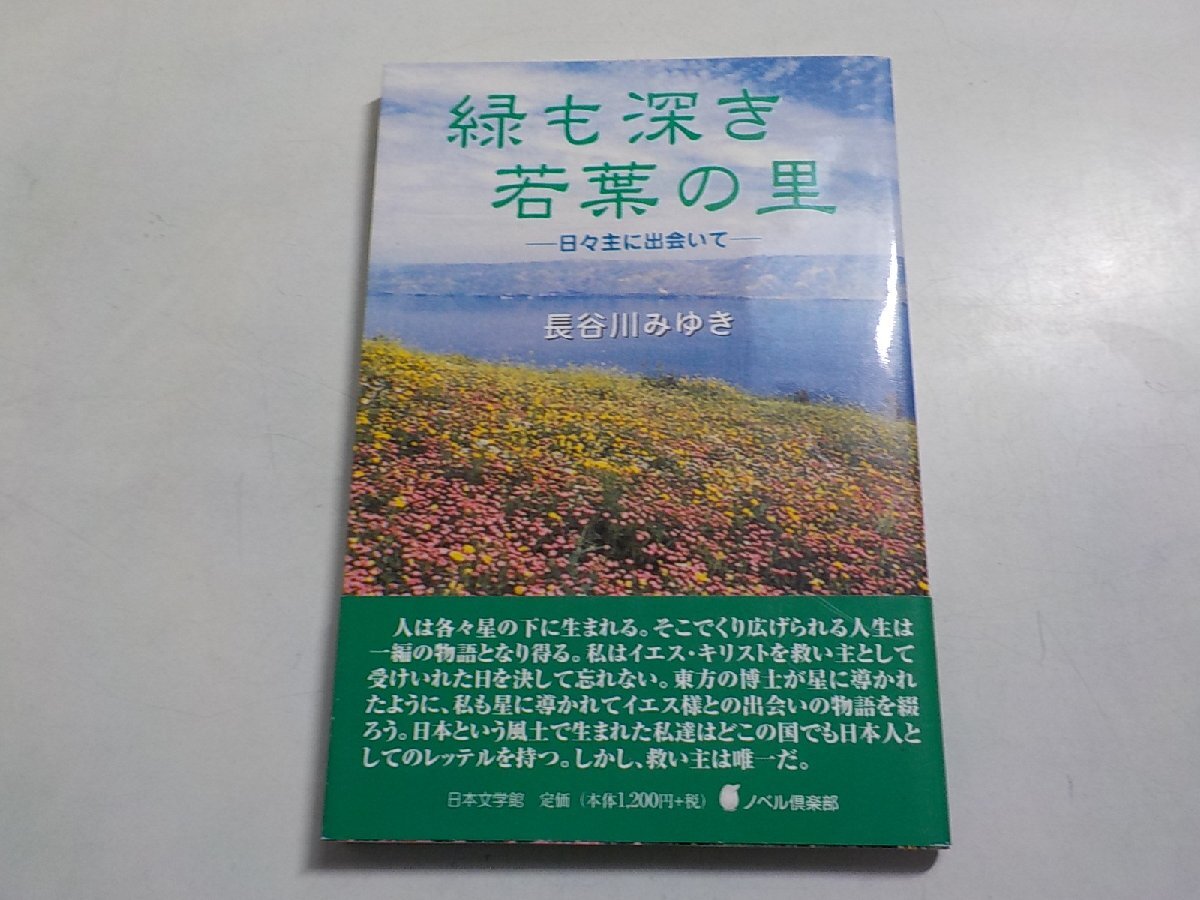 緑も深き
若葉の里
―日々主に出会いて―
長谷川みゆき
人は各々星の下に生まれる。そこでくり広げられる人生は
一編の物語となり得る。私はイエス・キリストを救い主として
受けいれた日を決して忘れない。東方の博士が星に導かれ
たように、私も星に導かれてイエス様との出会いの物語を綴
ろう。日本という風土で生まれた私達はどこの国でも日本人と
してのレッテルを持つ。しかし、救い主は唯一だ。
日本文学館 定価（本体1,200円+税） ノベル倶楽部